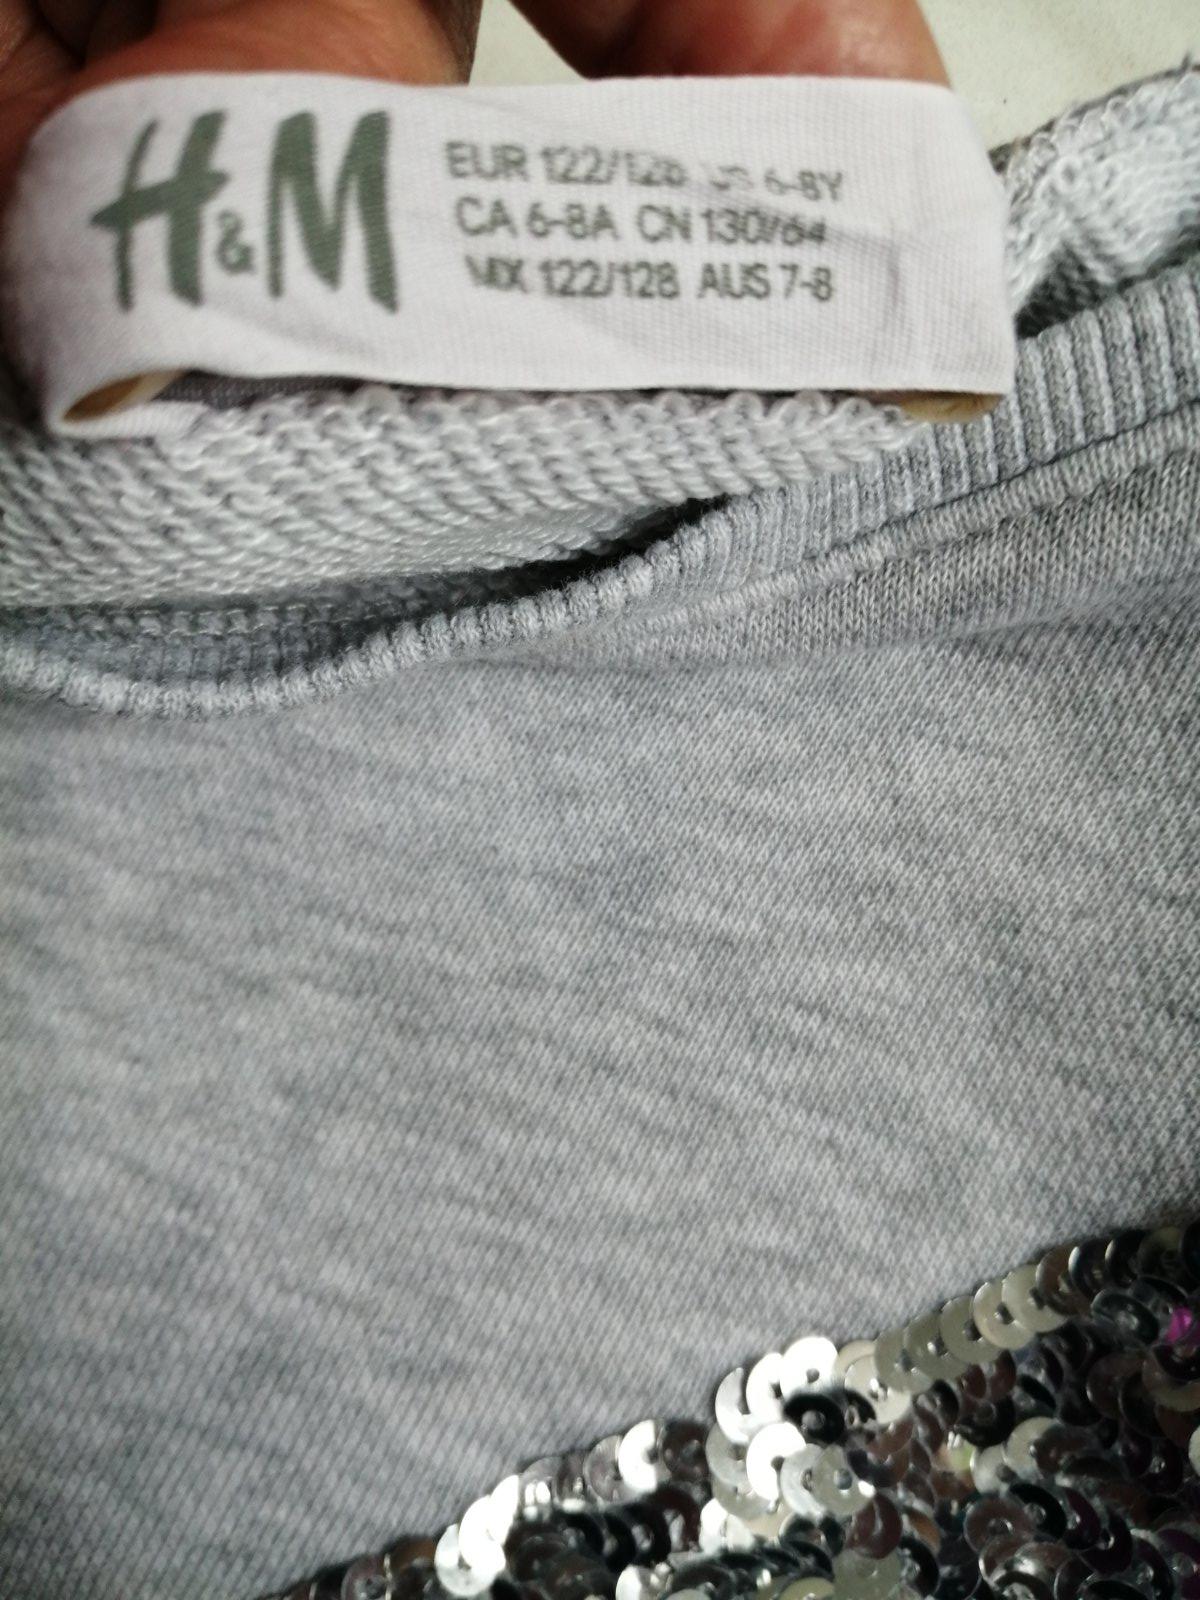 H&M
EUR 122/128 US 6-8Y
CA 6-8A CN 130/64
MX 122/128 AUS 7-8